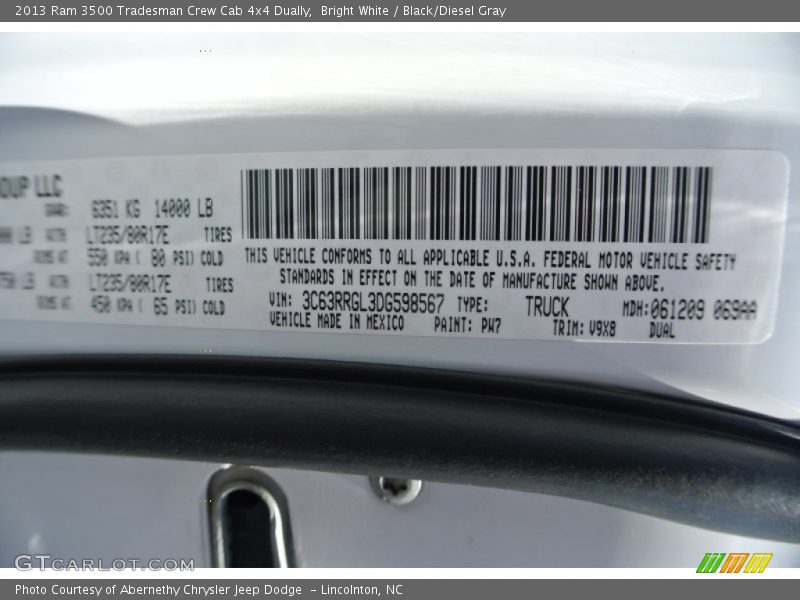 2013 Ram 3500 Tradesman Crew Cab 4x4 Dually, Bright White / Black/Diesel Gray
LLC
6351 KG 14000 LB
LB LT235/80R17E TIRES
550 KPA ( 80 PSI) COLD
LB LT235/80R17E TIRES
450 KPA ( 65 PSI) COLD
THIS VEHICLE CONFORMS TO ALL APPLICABLE U.S.A. FEDERAL MOTOR VEHICLE SAFETY
STANDARDS IN EFFECT ON THE DATE OF MANUFACTURE SHOWN ABOVE.
VIN: 3C63RRGL3DG598567 TYPE: TRUCK MDH:061209 069AA
VEHICLE MADE IN MEXICO PAINT: PW7 TRIM: V9X8 DUAL
GTCARLOT.COM
Photo Courtesy of Abernethy Chrysler Jeep Dodge - Lincolnton, NC